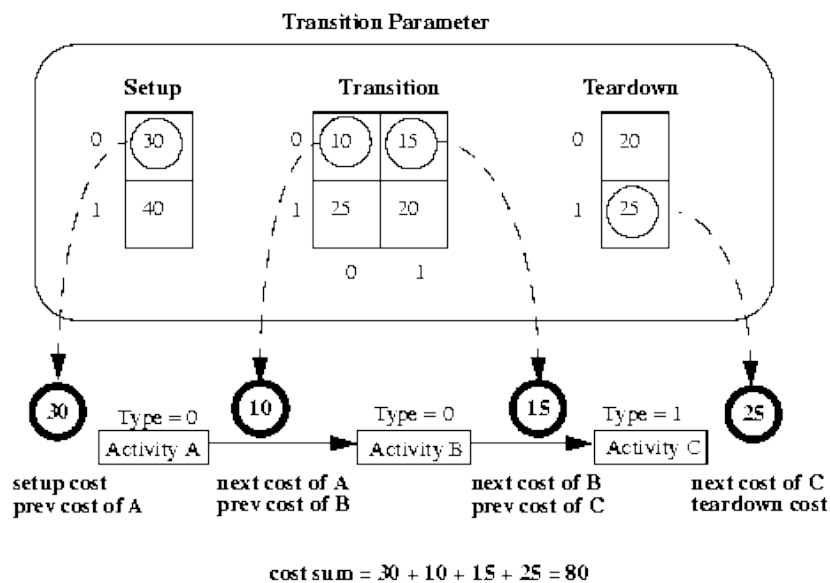 Transition Parameter
Setup Transition Teardown
0 30 0 10 15 0 20
1 40 1 25 20 1 25
0 1
30 10 15 25
Type = 0 Type = 0 Type = 1
Activity A Activity B Activity C
setup cost next cost of A next cost of B next cost of C
prev cost of A prev cost of B prev cost of C teardown cost
cost sum = 30 + 10 + 15 + 25 = 80